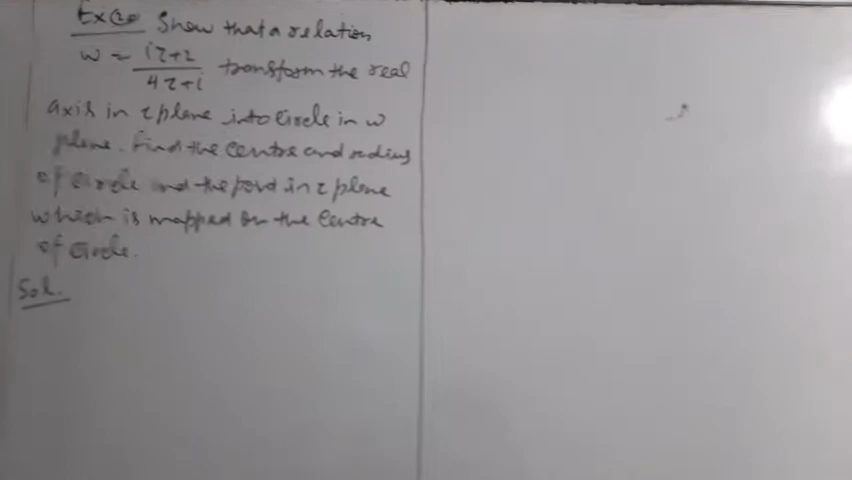 Ex(2) Show that a relation
w = iz+2 / 4z+i transform the real
axis in z plane into Circle in w
plane. Find the Centre and radius
of Circle and the point in z plane
which is mapped on the Centre
of Circle.
Sol.